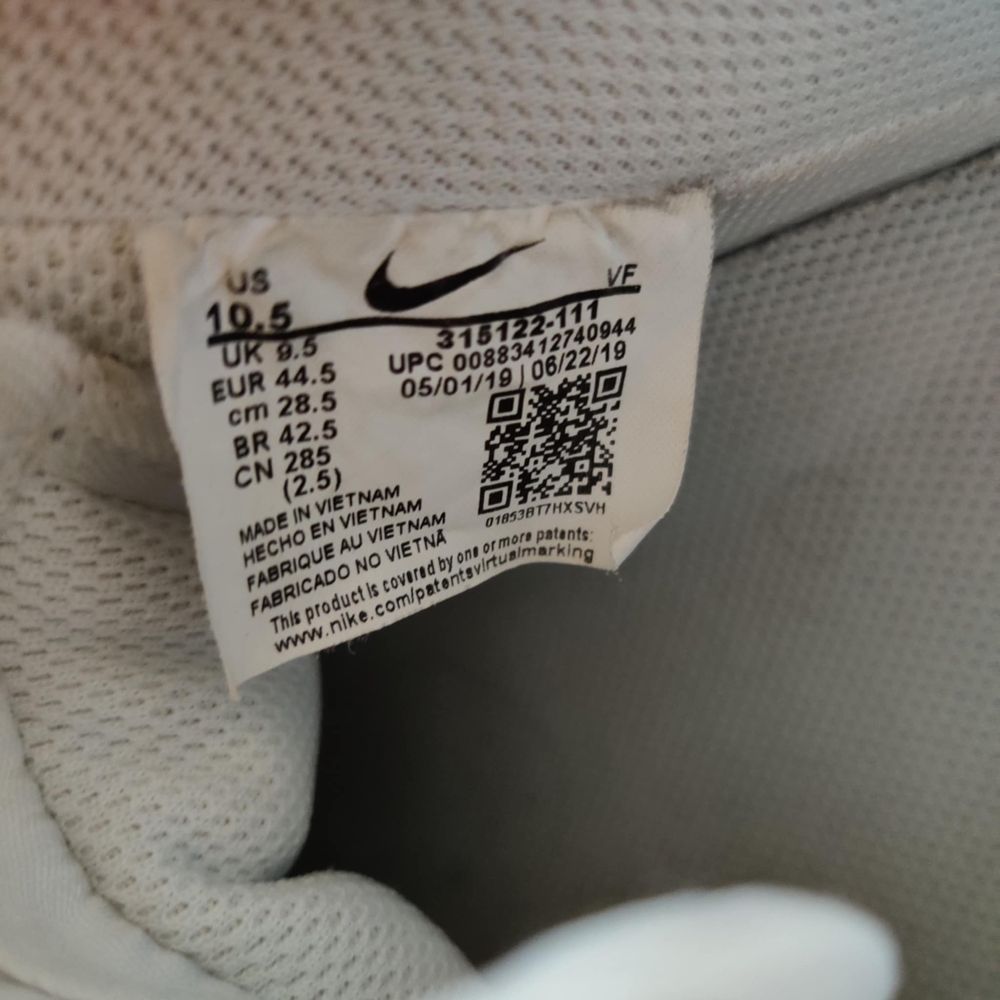 US
10.5
UK 9.5
EUR 44.5
cm 28.5
BR 42.5
CN 285
(2.5)
VF
315122-111
UPC 00883412740944
05/01/19 | 06/22/19
01853BT7HXSVH
MADE IN VIETNAM
HECHO EN VIETNAM
FABRIQUE AU VIETNAM
FABRICADO NO VIETNÃ
This product is covered by one or more patents:
www.nike.com/patentsvirtualmarking